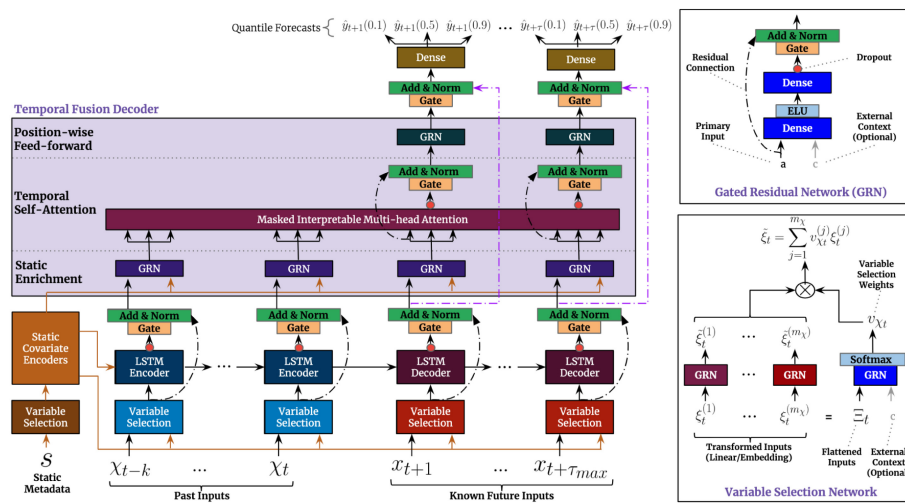 Quantile Forecasts { ŷt+1(0.1) ŷt+1(0.5) ŷt+1(0.9) ... ŷt+τ(0.1) ŷt+τ(0.5) ŷt+τ(0.9)
Dense Dense
Add & Norm Add & Norm
Gate Gate
Temporal Fusion Decoder
Position-wise
Feed-forward
GRN GRN
Temporal
Self-Attention
Add & Norm Add & Norm
Gate Gate
Masked Interpretable Multi-head Attention
Static
Enrichment
GRN GRN GRN GRN
Static
Covariate
Encoders
Add & Norm Add & Norm Add & Norm Add & Norm
Gate Gate Gate Gate
LSTM Encoder ... LSTM Encoder LSTM Decoder ... LSTM Decoder
Variable Selection Variable Selection Variable Selection Variable Selection Variable Selection
s χt−k ... χt xt+1 ... xt+τmax
Static
Metadata
Past Inputs Known Future Inputs
Add & Norm
Gate
Residual
Connection
Dropout
Dense
ELU
Dense
Primary
Input
External
Context
(Optional)
a c
Gated Residual Network (GRN)
ξ̃t = ∑ j=1 mχ vχt(j) ξ̃t(j)
Variable
Selection
Weights
⊗
vχt
ξ̃t(1) ... ξ̃t(mχ)
Softmax
GRN ... GRN GRN
ξt(1) ... ξt(mχ) = Ξt c
Transformed Inputs
(Linear/Embedding)
Flattened
Inputs
External
Context
(Optional)
Variable Selection Network